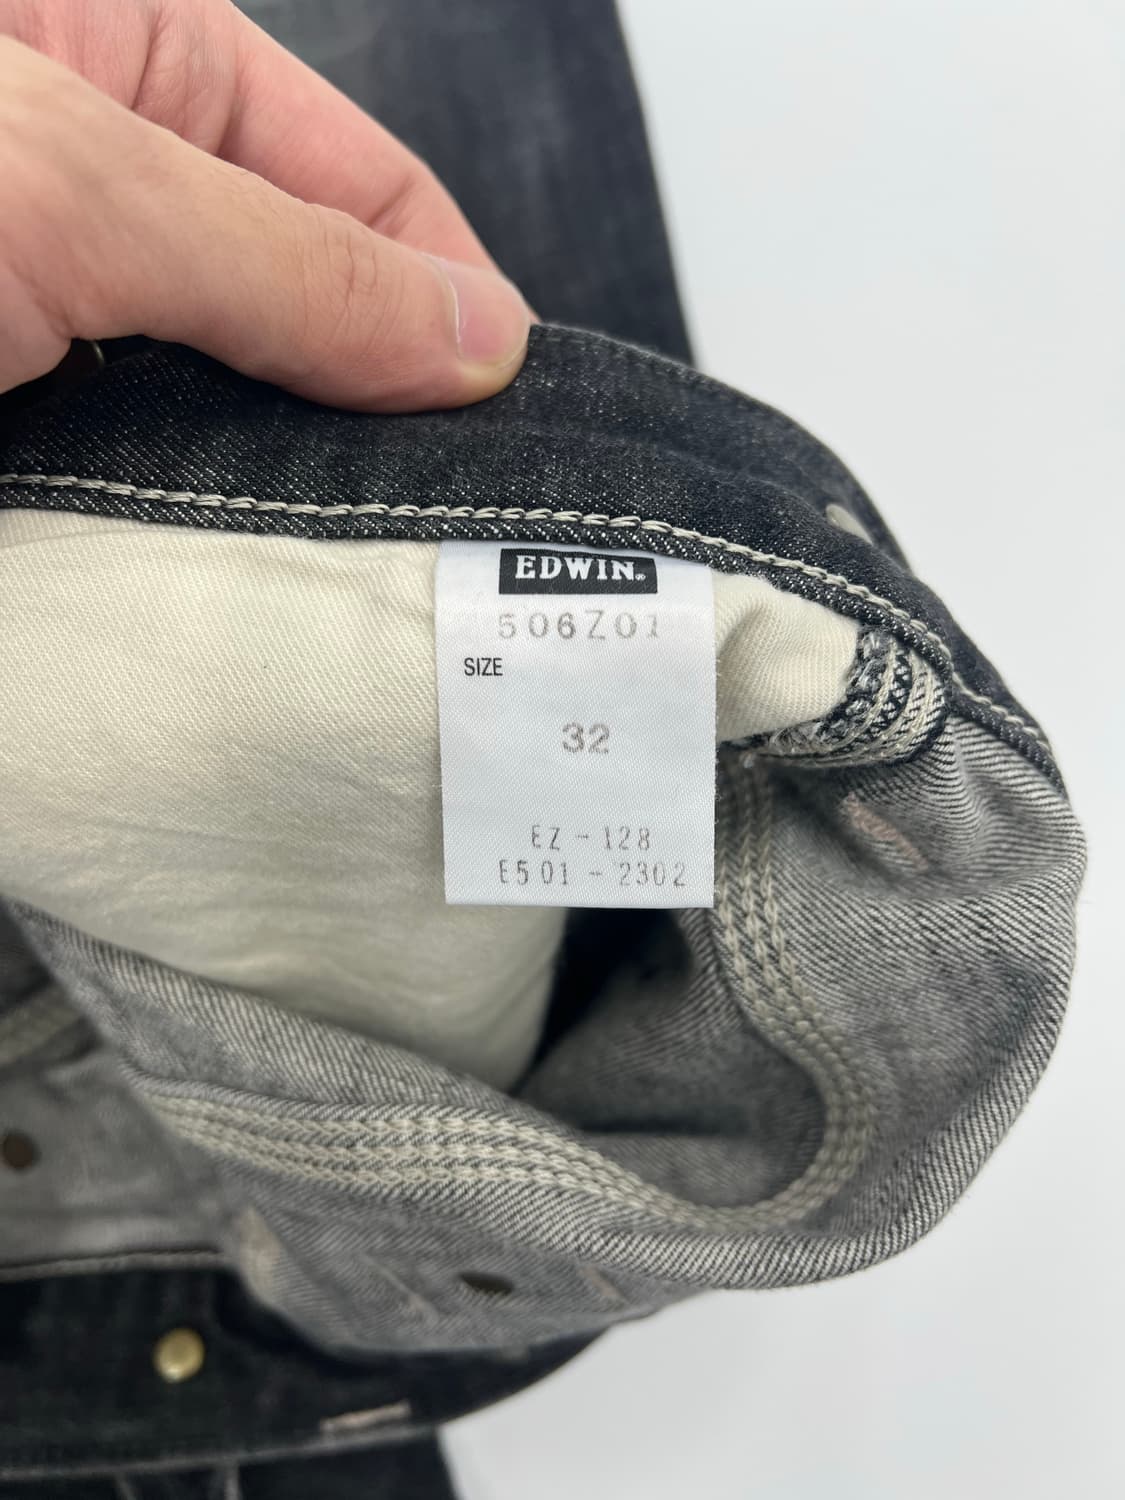 EDWIN®
506Z01
SIZE
32
EZ-128
E501-2302